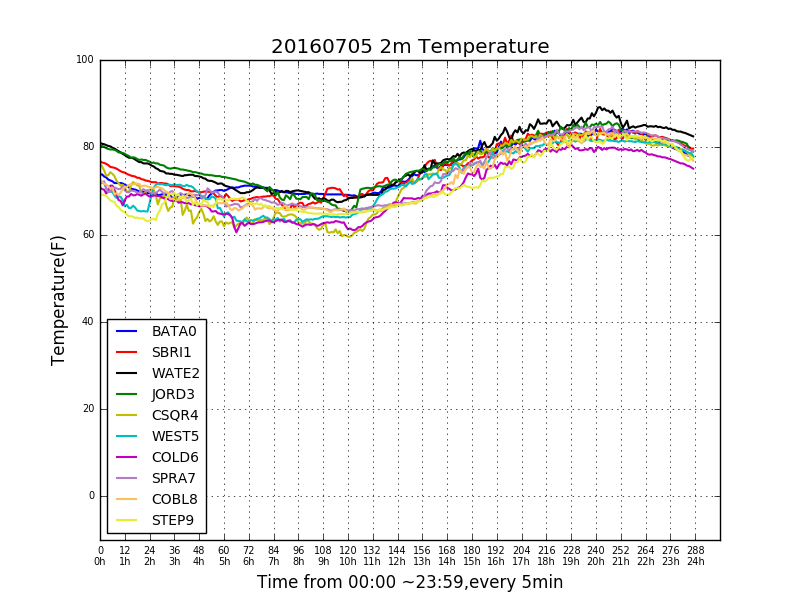 20160705 2m Temperature
100
80
60
40
20
0
Temperature(F)
BATA0
SBRI1
WATE2
JORD3
CSQR4
WEST5
COLD6
SPRA7
COBL8
STEP9
0 12 24 36 48 60 72 84 96 108 120 132 144 156 168 180 192 204 216 228 240 252 264 276 288
0h 1h 2h 3h 4h 5h 6h 7h 8h 9h 10h 11h 12h 13h 14h 15h 16h 17h 18h 19h 20h 21h 22h 23h 24h
Time from 00:00 ~23:59,every 5min